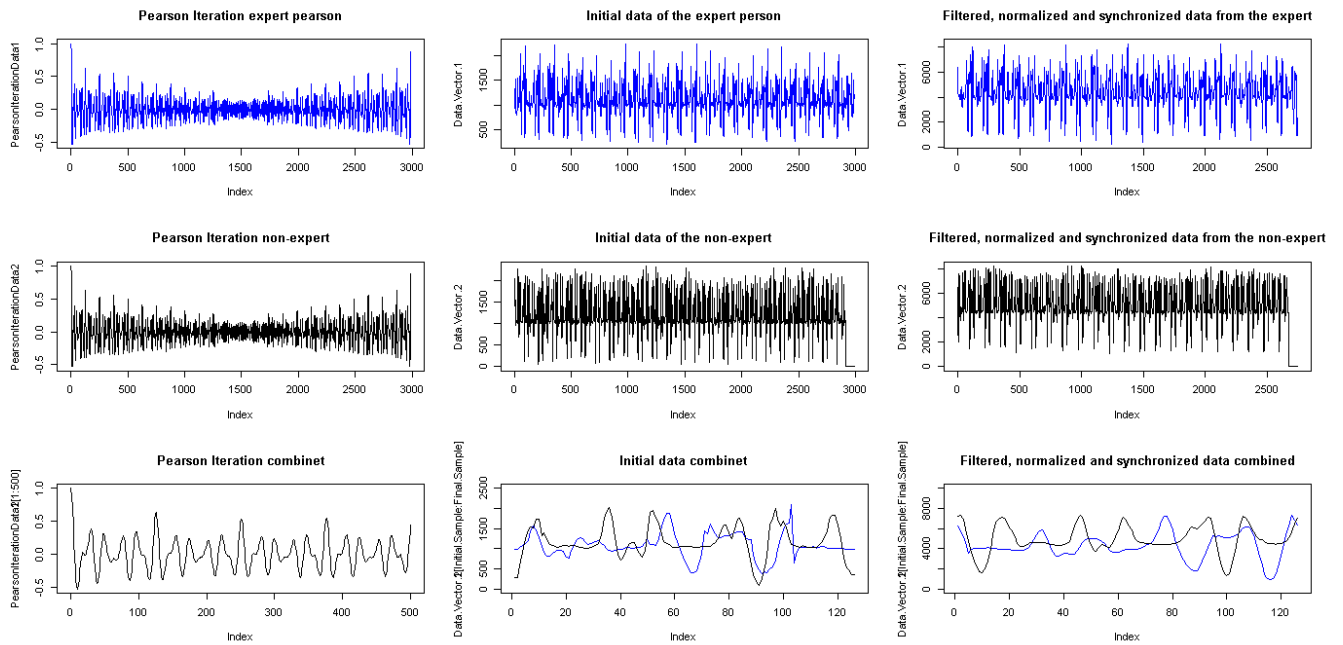 Pearson Iteration expert pearson
Initial data of the expert person
Filtered, normalized and synchronized data from the expert
PearsonIterationData1
-0.5 0.0 0.5 1.0
0 500 1000 1500 2000 2500 3000
Index
Data.Vector.1
500 1500
0 500 1000 1500 2000 2500 3000
Index
Data.Vector.1
0 2000 6000
0 500 1000 1500 2000 2500
Index
Pearson Iteration non-expert
Initial data of the non-expert
Filtered, normalized and synchronized data from the non-expert
PearsonIterationData2
-0.5 0.0 0.5 1.0
0 500 1000 1500 2000 2500 3000
Index
Data.Vector.2
0 500 1500
0 500 1000 1500 2000 2500 3000
Index
Data.Vector.2
0 2000 6000
0 500 1000 1500 2000 2500
Index
Pearson Iteration combinet
Initial data combinet
Filtered, normalized and synchronized data combined
PearsonIterationData2[1:500]
-0.5 0.0 0.5 1.0
0 100 200 300 400 500
Index
0 500 1500 2500
0 20 40 60 80 100 120
Index
0 4000 8000
0 20 40 60 80 100 120
Index